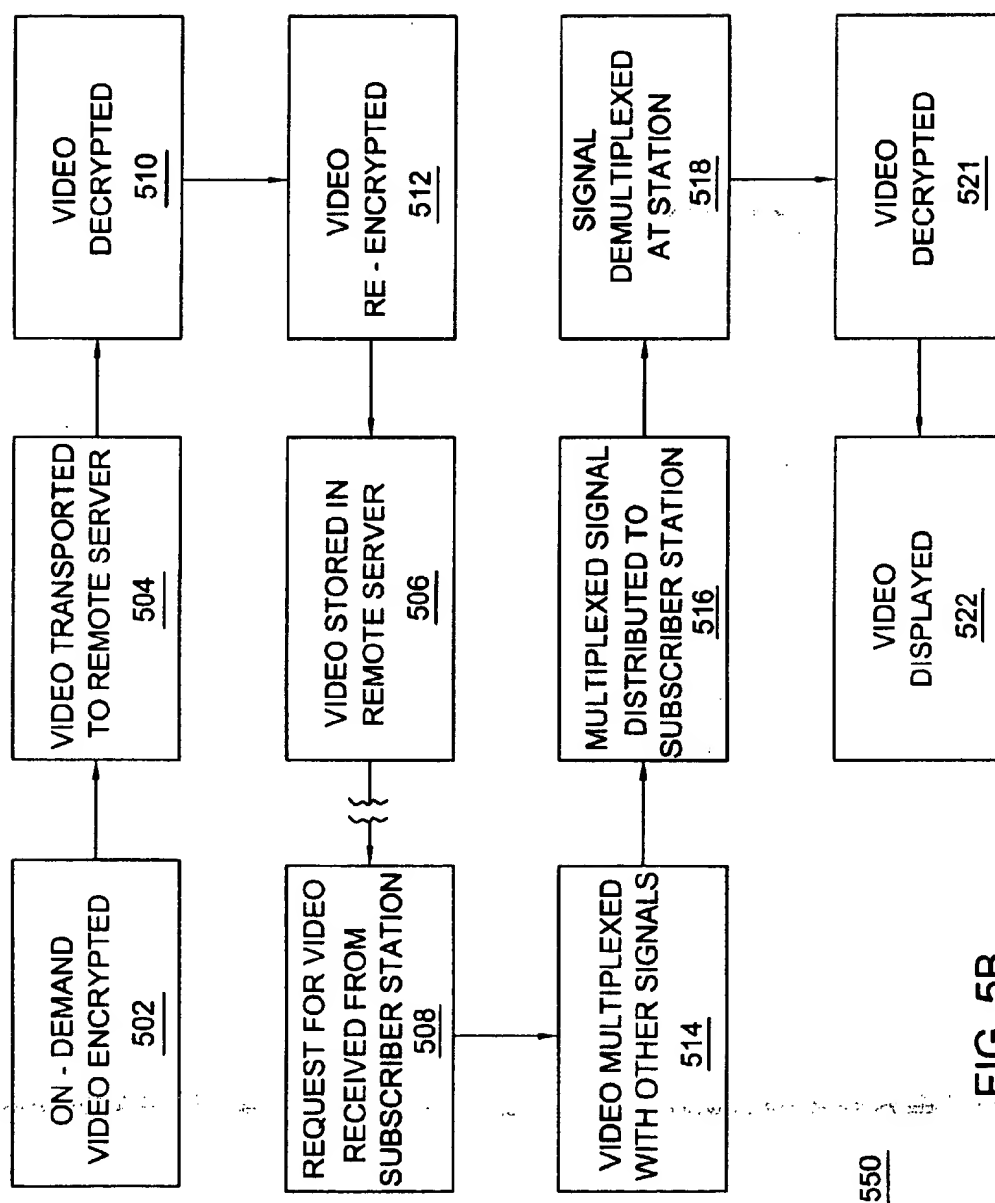 ON - DEMAND
VIDEO ENCRYPTED
502
VIDEO TRANSPORTED
TO REMOTE SERVER
504
VIDEO
DECRYPTED
510
VIDEO
RE - ENCRYPTED
512
VIDEO STORED IN
REMOTE SERVER
506
REQUEST FOR VIDEO
RECEIVED FROM
SUBSCRIBER STATION
508
VIDEO MULTIPLEXED
WITH OTHER SIGNALS
514
MULTIPLEXED SIGNAL
DISTRIBUTED TO
SUBSCRIBER STATION
516
SIGNAL
DEMULTIPLEXED
AT STATION
518
VIDEO
DECRYPTED
521
VIDEO
DISPLAYED
522
550
FIG. 5B